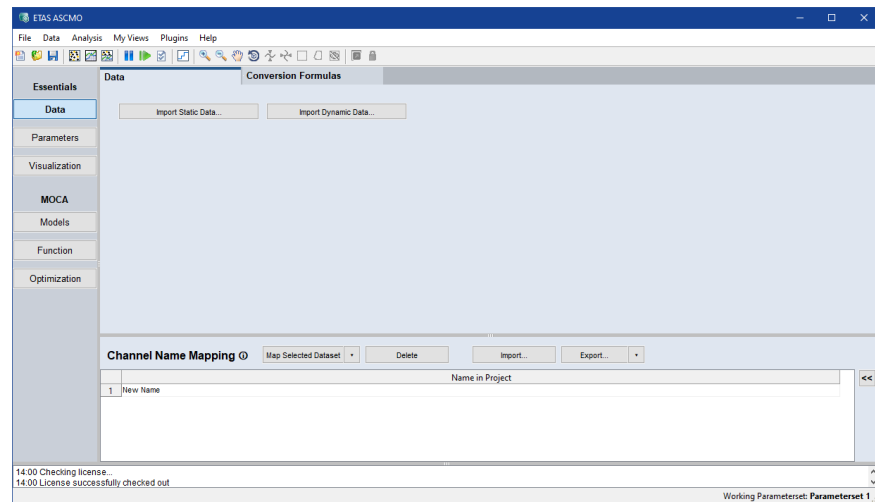 ETAS ASCMO
File Data Analysis My Views Plugins Help
Essentials
Data
Parameters
Visualization
MOCA
Models
Function
Optimization
Data Conversion Formulas
Import Static Data... Import Dynamic Data...
Channel Name Mapping Map Selected Dataset Delete Import... Export...
Name in Project
<<
1 New Name
14:00 Checking license...
14:00 License successfully checked out
Working Parameterset: Parameterset 1